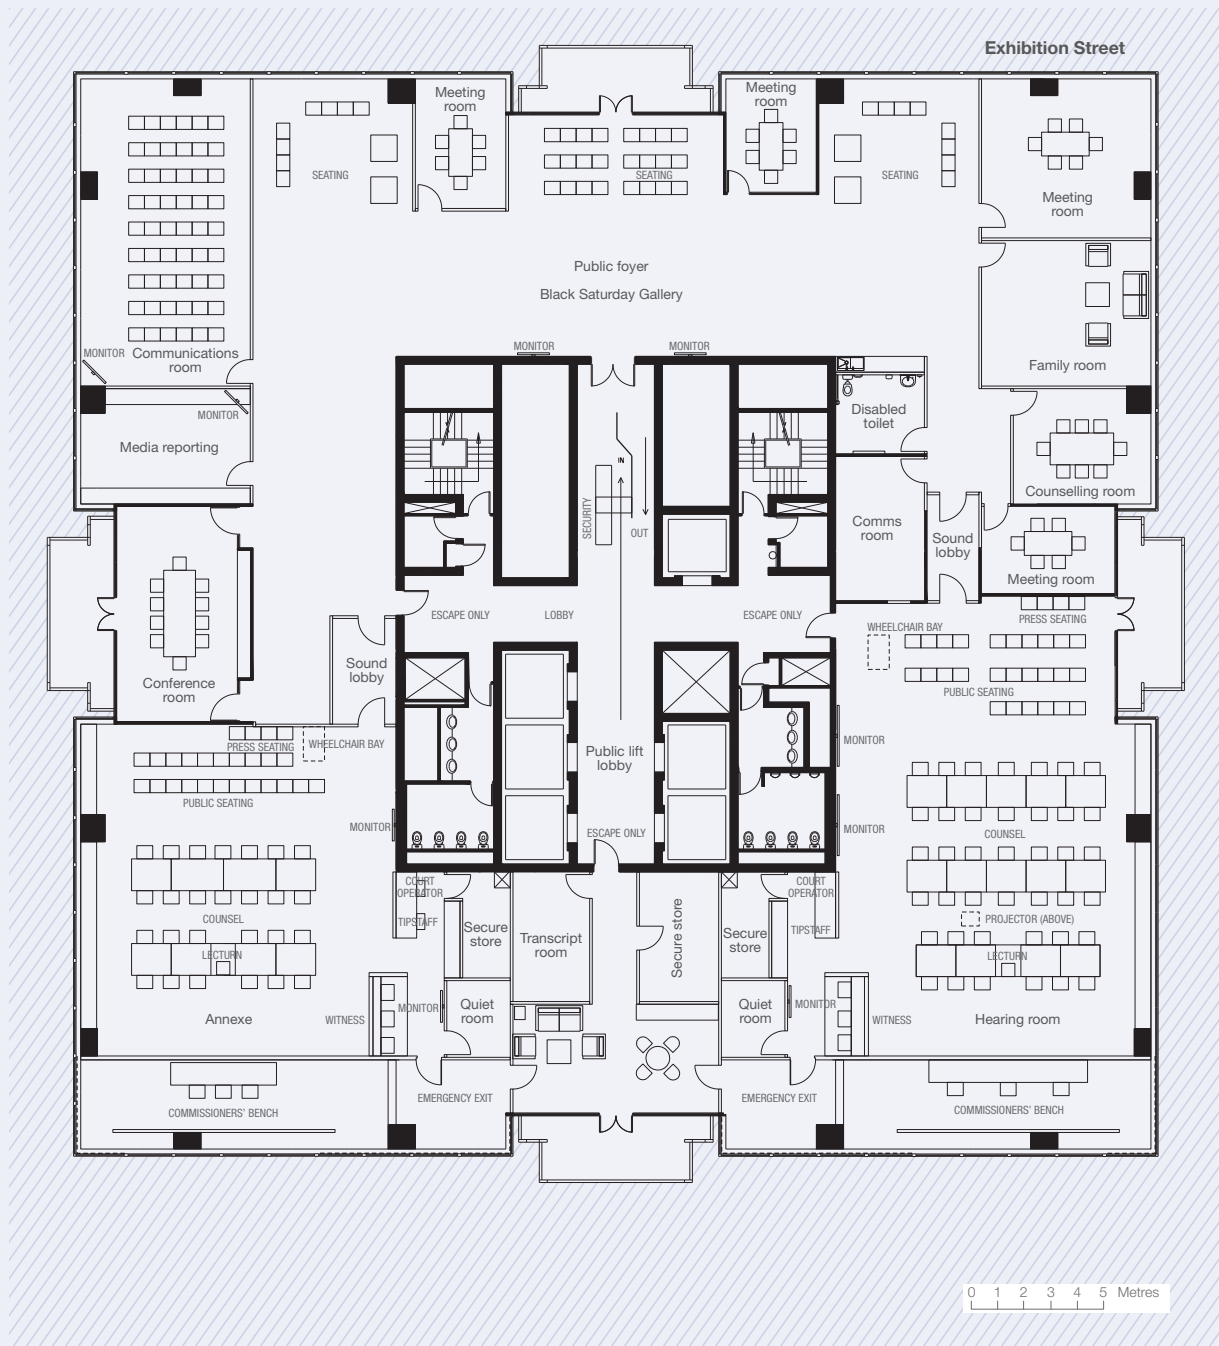 Exhibition Street
Meeting
room
Meeting
room
SEATING
SEATING
SEATING
Meeting
room
Public foyer
Black Saturday Gallery
MONITOR
MONITOR
MONITOR
Communications
room
Family room
MONITOR
Disabled
toilet
Media reporting
IN
Counselling room
SECURITY
OUT
Comms
room
Sound
lobby
Meeting room
ESCAPE ONLY
LOBBY
ESCAPE ONLY
PRESS SEATING
WHEELCHAIR BAY
Sound
lobby
Conference
room
PUBLIC SEATING
PRESS SEATING
WHEELCHAIR BAY
MONITOR
Public lift
lobby
PUBLIC SEATING
MONITOR
MONITOR
ESCAPE ONLY
COUNSEL
COURT
OPERATOR
COURT
OPERATOR
COUNSEL
TIPSTAFF
Secure
store
Transcript
room
Secure store
Secure
store
TIPSTAFF
PROJECTOR (ABOVE)
LECTURN
LECTURN
Annexe
WITNESS
MONITOR
Quiet
room
Quiet
room
MONITOR
WITNESS
Hearing room
COMMISSIONERS' BENCH
EMERGENCY EXIT
EMERGENCY EXIT
COMMISSIONERS' BENCH
0 1 2 3 4 5 Metres